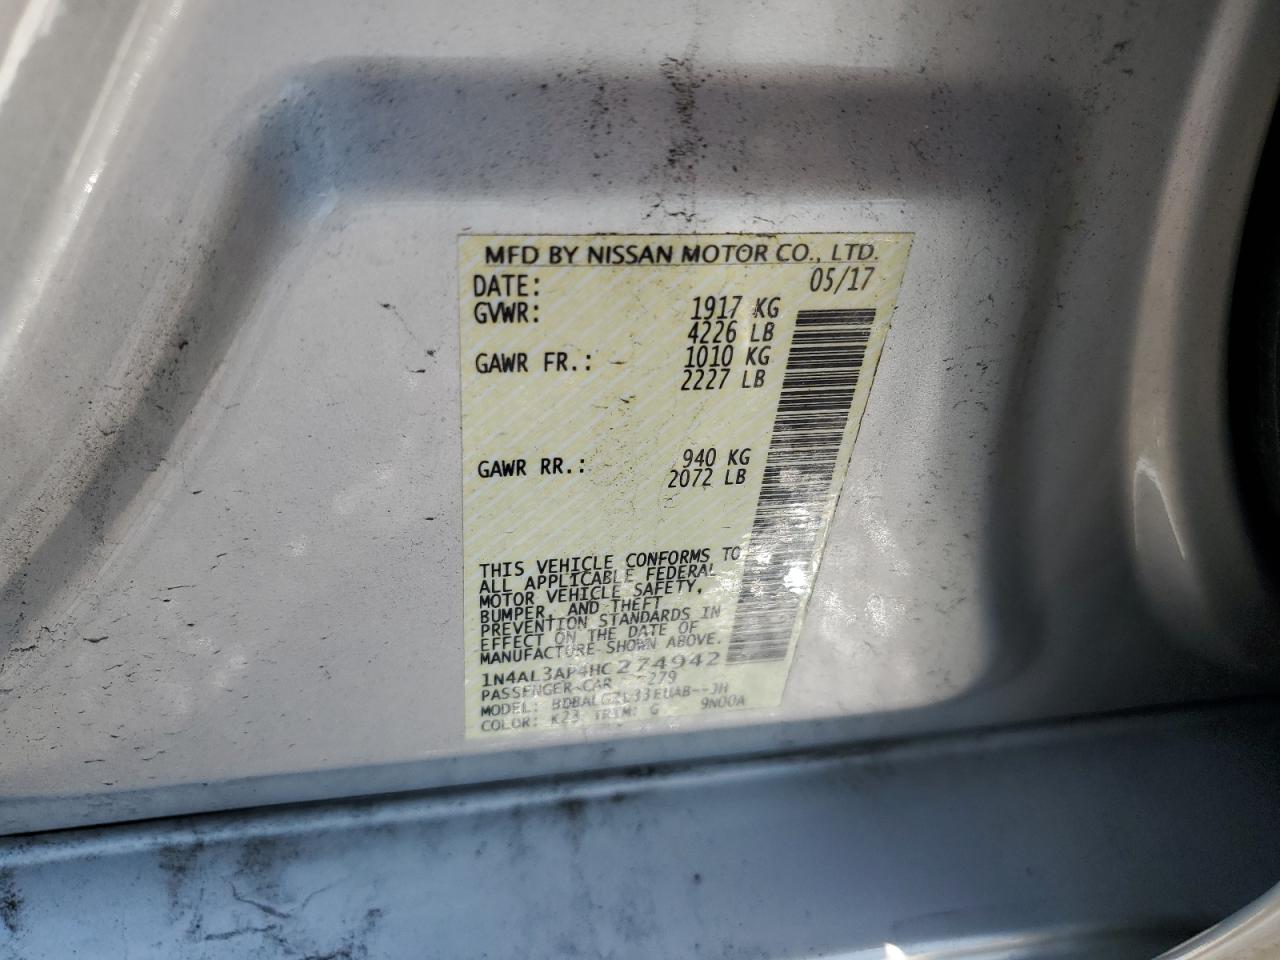 MFD BY NISSAN MOTOR CO., LTD.
DATE: 05/17
GVWR: 1917 KG
4226 LB
GAWR FR.: 1010 KG
2227 LB
GAWR RR.: 940 KG
2072 LB
THIS VEHICLE CONFORMS TO
ALL APPLICABLE FEDERAL
MOTOR VEHICLE SAFETY,
BUMPER, AND THEFT
PREVENTION STANDARDS IN
EFFECT ON THE DATE OF
MANUFACTURE SHOWN ABOVE.
1N4AL3AP4HC274942
PASSENGER CAR
MODEL:
COLOR: K23 TRIM: G 9N00A